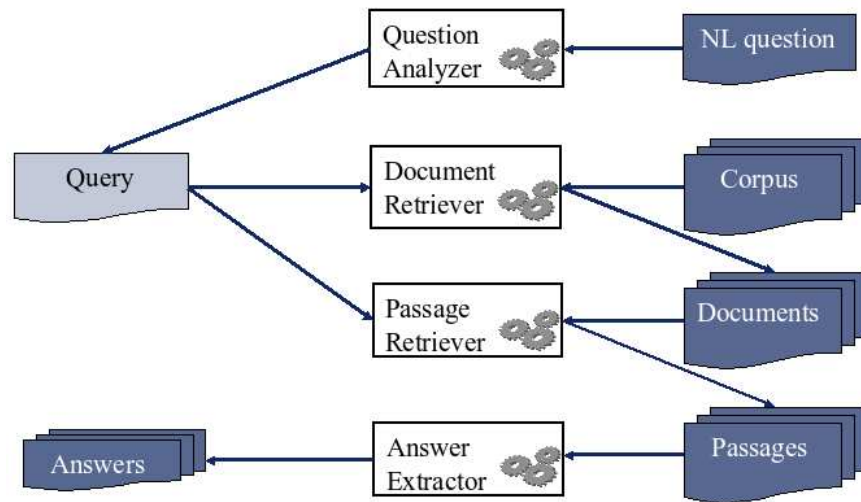 Question
Analyzer
NL question
Query
Document
Retriever
Corpus
Passage
Retriever
Documents
Answers
Answer
Extractor
Passages